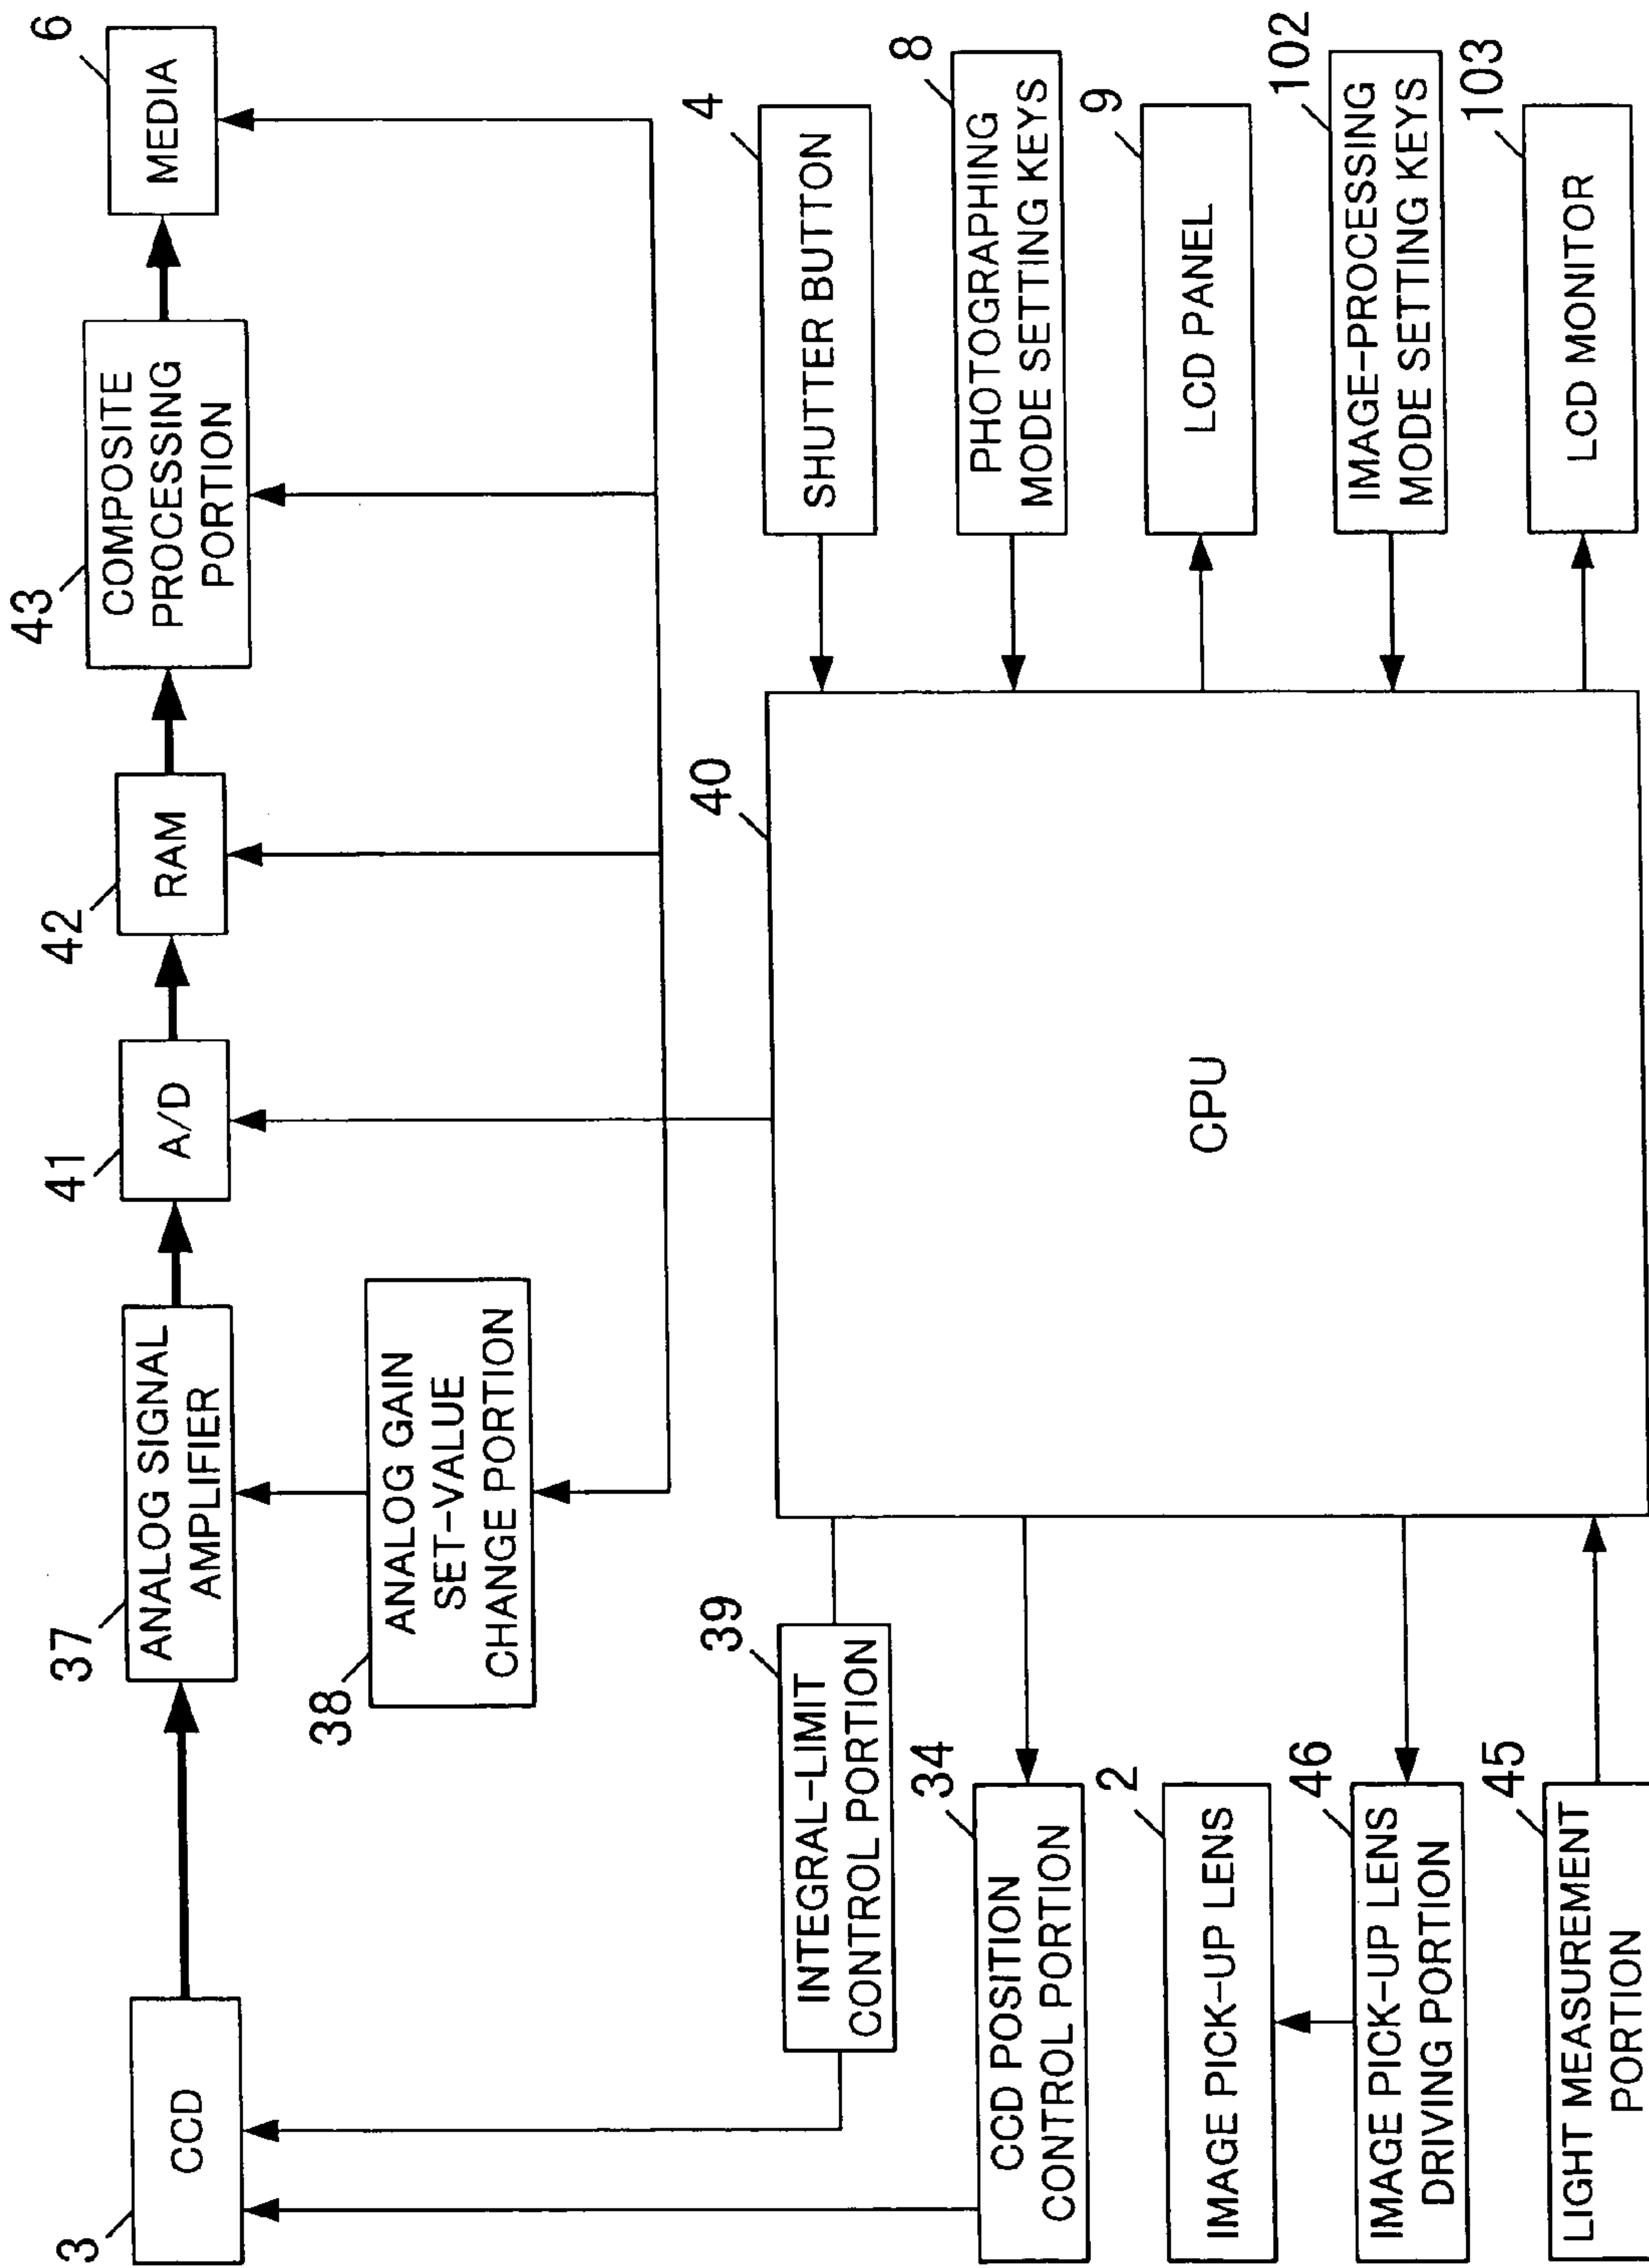 3
CCD
37
ANALOG SIGNAL
AMPLIFIER
41
A/D
42
RAM
43
COMPOSITE
PROCESSING
PORTION
6
MEDIA
38
ANALOG GAIN
SET-VALUE
CHANGE PORTION
39
INTEGRAL-LIMIT
CONTROL PORTION
34
CCD POSITION
CONTROL PORTION
2
IMAGE PICK-UP LENS
46
IMAGE PICK-UP LENS
DRIVING PORTION
45
LIGHT MEASUREMENT
PORTION
40
CPU
4
SHUTTER BUTTON
8
PHOTOGRAPHING
MODE SETTING KEYS
9
LCD PANEL
102
IMAGE-PROCESSING
MODE SETTING KEYS
103
LCD MONITOR